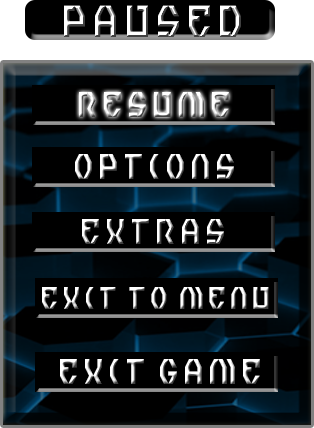 PAUSED
RESUME
OPTIONS
EXTRAS
EXIT TO MENU
EXIT GAME